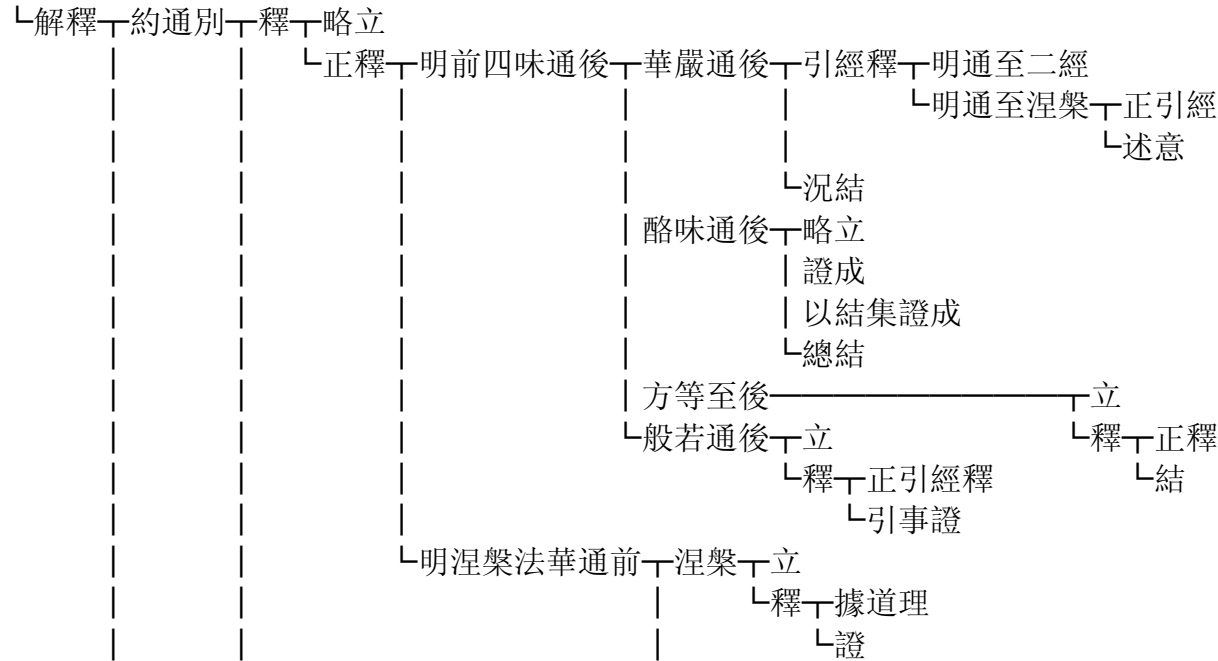 └解釋┬約通別┬釋┬略立
│ │ └正釋┬明前四味通後┬華嚴通後┬引經釋┬明通至二經
│ │ │ │ │ └明通至涅槃┬正引經
│ │ │ │ │ └述意
│ │ │ │ └況結
│ │ │ │酪味通後┬略立
│ │ │ │ │證成
│ │ │ │ │以結集證成
│ │ │ │ └總結
│ │ │ │方等至後──────────┬立
│ │ │ └般若通後┬立 └釋┬正釋
│ │ │ └釋┬正引經釋 └結
│ │ │ └引事證
│ │ └明涅槃法華通前┬涅槃┬立
│ │ │ └釋┬據道理
│ │ │ └證